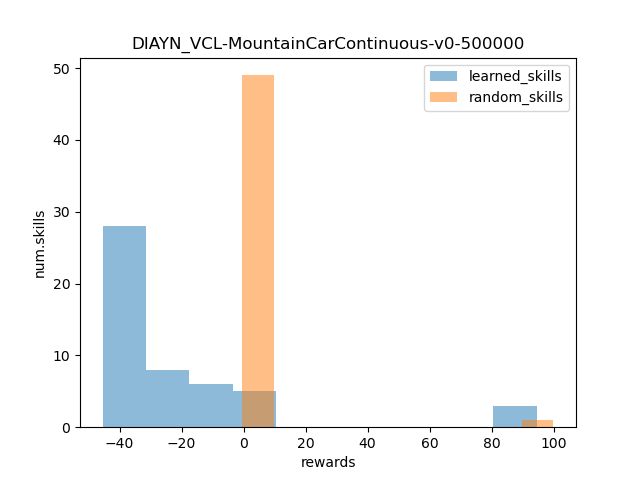 DIAYN_VCL-MountainCarContinuous-v0-500000
learned_skills
random_skills
50
40
30
20
10
0
num.skills
−40 −20 0 20 40 60 80 100
rewards